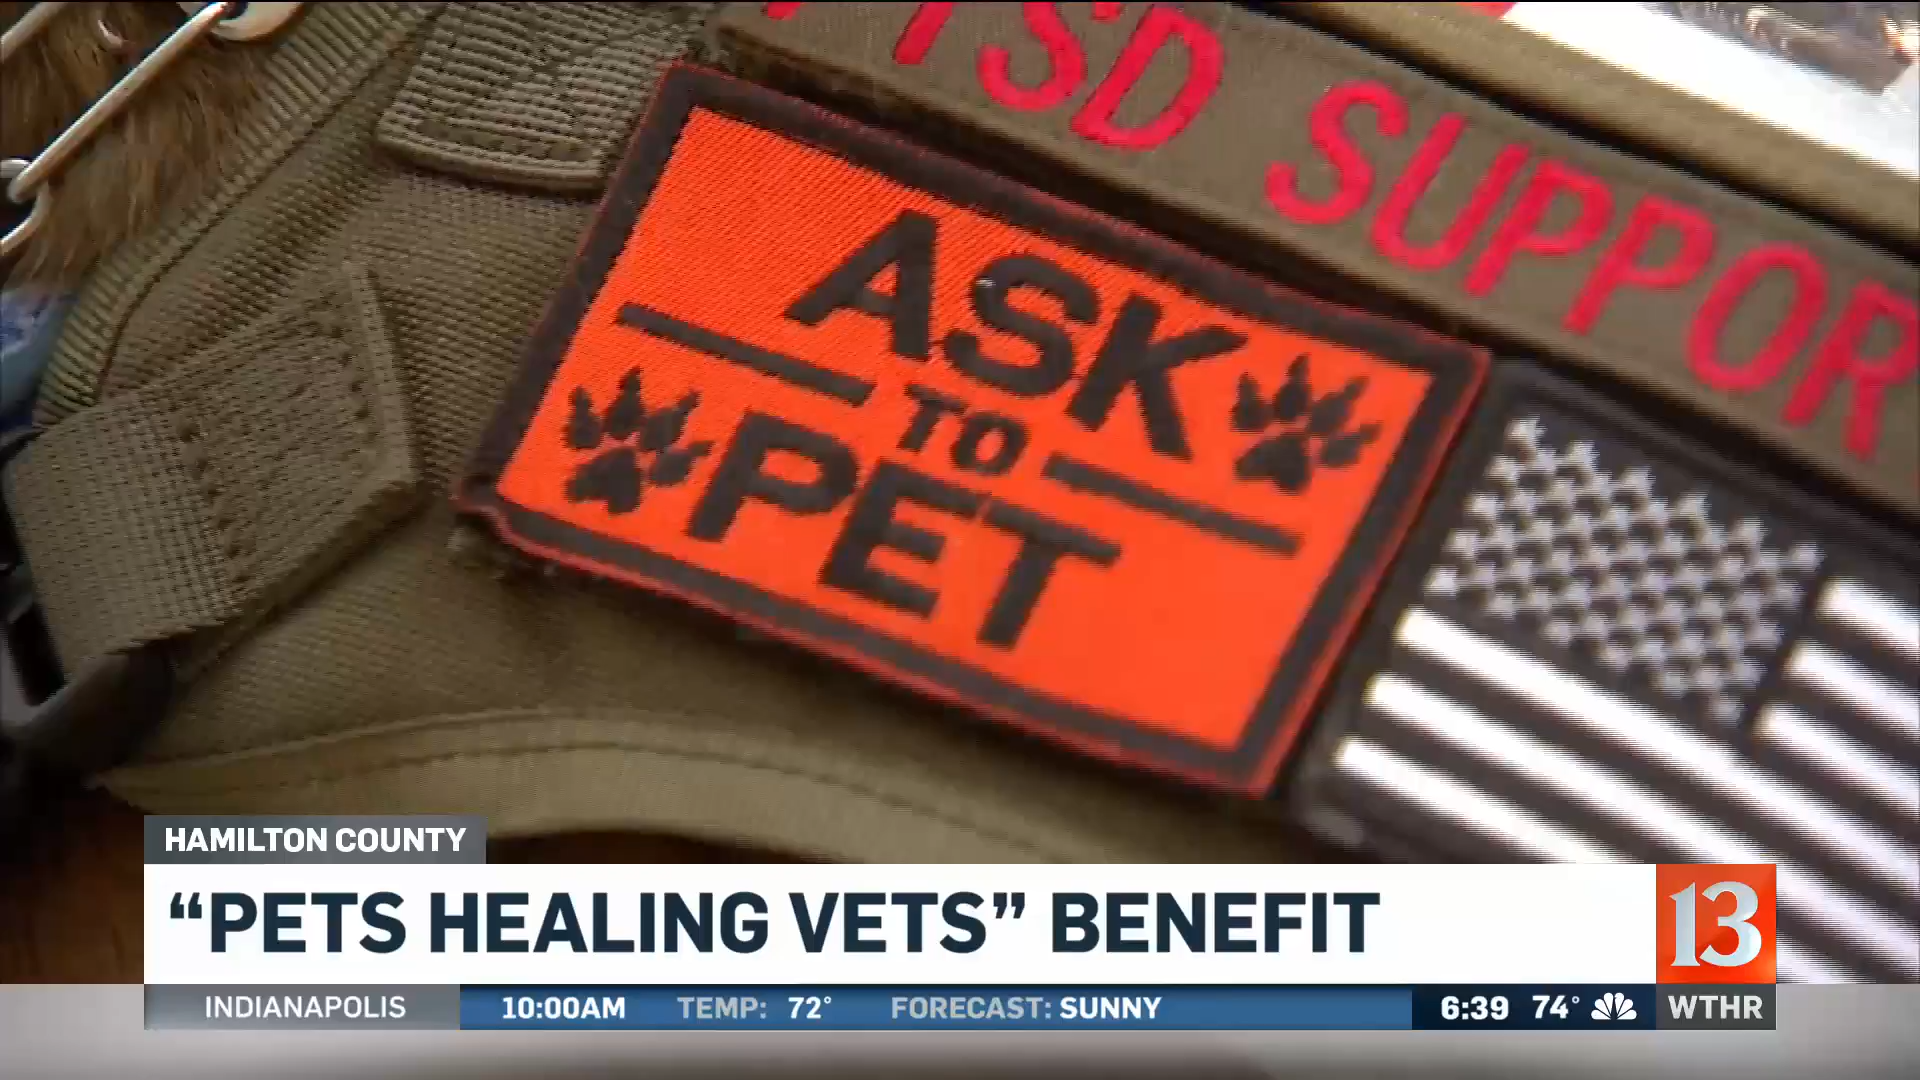 PTSD SUPPOR
ASK
TO
PET
HAMILTON COUNTY
“PETS HEALING VETS” BENEFIT
13
INDIANAPOLIS 10:00AM TEMP: 72° FORECAST: SUNNY 6:39 74° WTHR